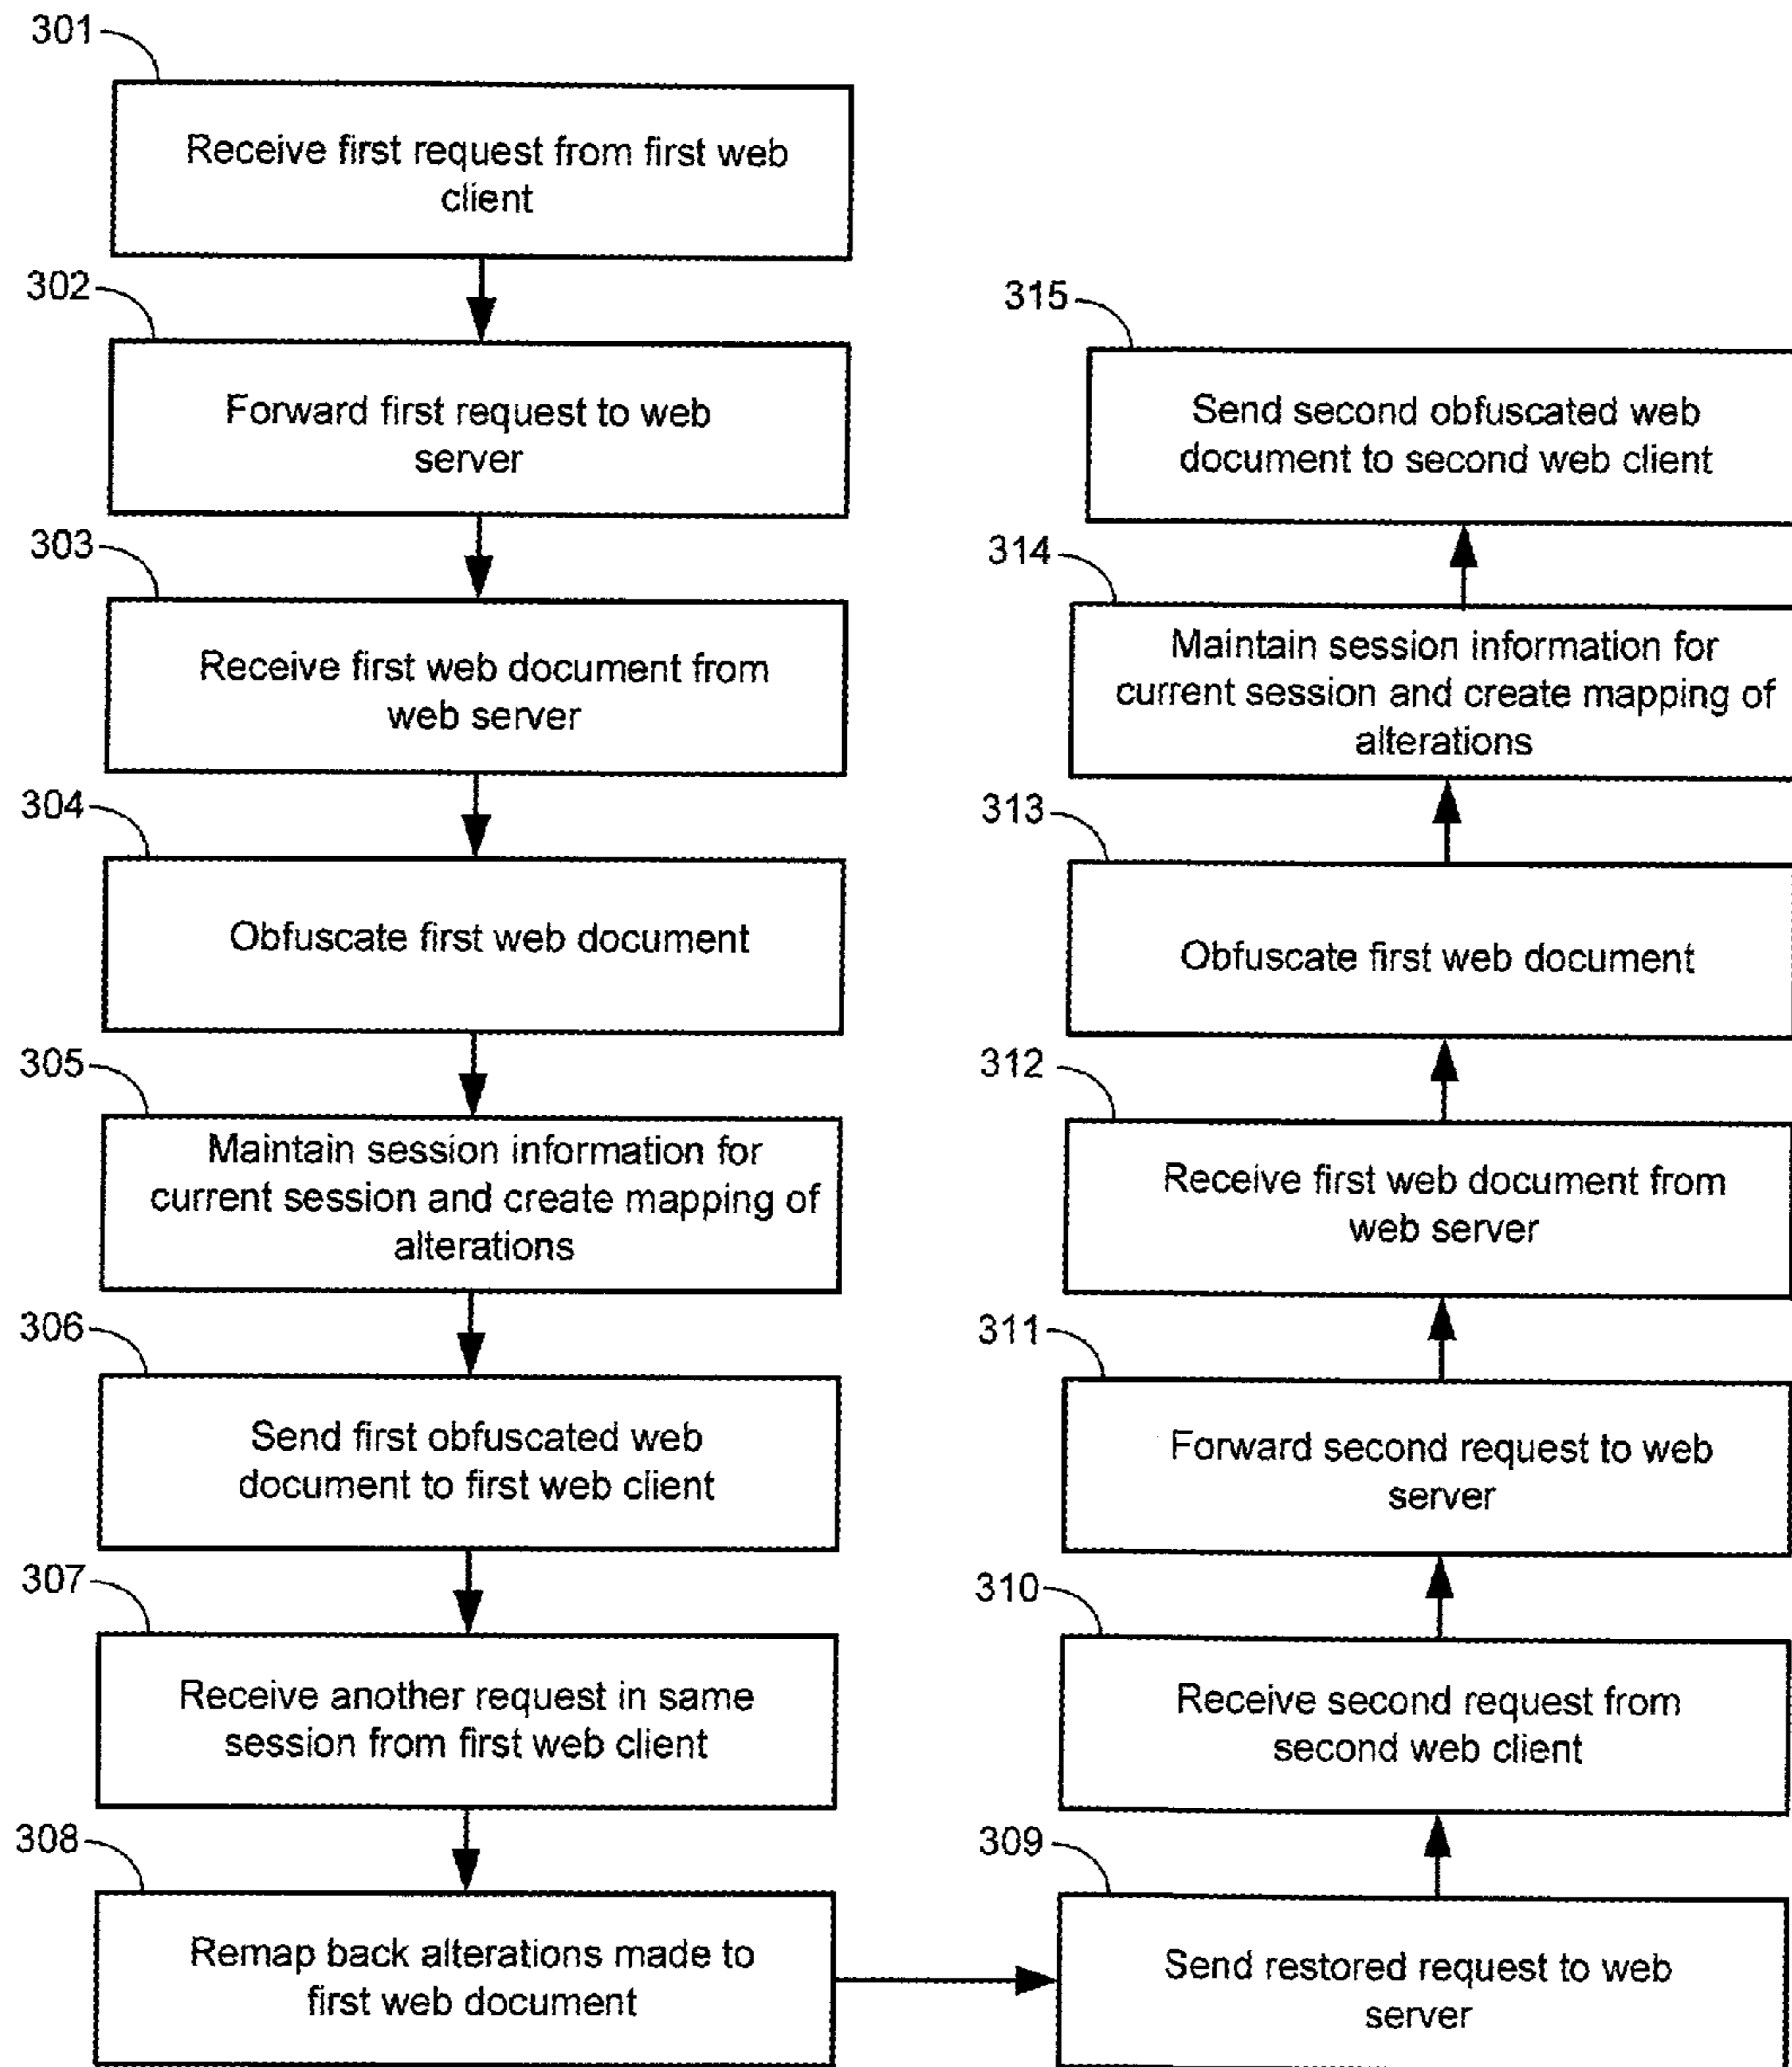 301
Receive first request from first web
client
302
Forward first request to web
server
303
Receive first web document from
web server
304
Obfuscate first web document
305
Maintain session information for
current session and create mapping of
alterations
306
Send first obfuscated web
document to first web client
307
Receive another request in same
session from first web client
308
Remap back alterations made to
first web document
309
Send restored request to web
server
310
Receive second request from
second web client
311
Forward second request to web
server
312
Receive first web document from
web server
313
Obfuscate first web document
314
Maintain session information for
current session and create mapping of
alterations
315
Send second obfuscated web
document to second web client